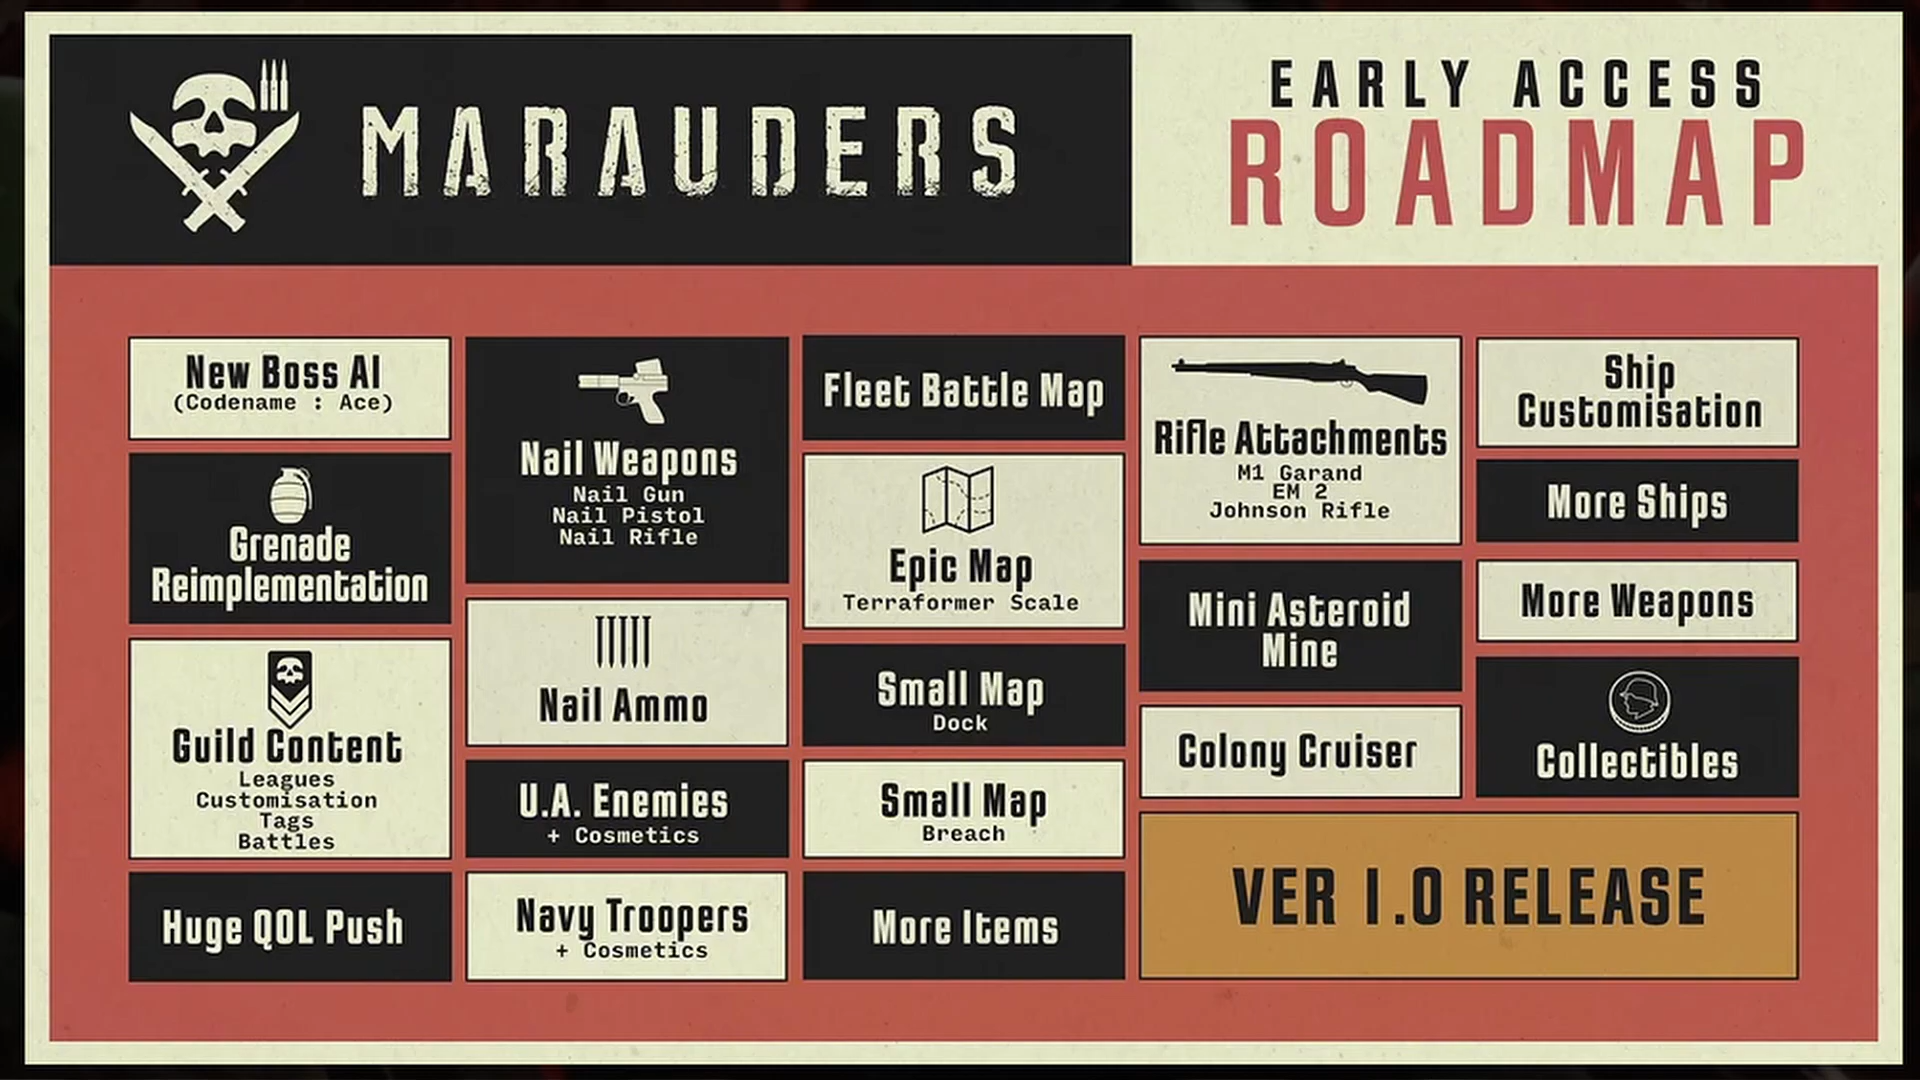 MARAUDERS
EARLY ACCESS
ROADMAP
New Boss AI
(Codename : Ace)
Grenade
Reimplementation
Guild Content
Leagues
Customisation
Tags
Battles
Huge QOL Push
Nail Weapons
Nail Gun
Nail Pistol
Nail Rifle
Nail Ammo
U.A. Enemies
+ Cosmetics
Navy Troopers
+ Cosmetics
Fleet Battle Map
Epic Map
Terraformer Scale
Small Map
Dock
Small Map
Breach
More Items
Rifle Attachments
M1 Garand
EM 2
Johnson Rifle
Mini Asteroid
Mine
Colony Cruiser
Ship
Customisation
More Ships
More Weapons
Collectibles
VER 1.0 RELEASE